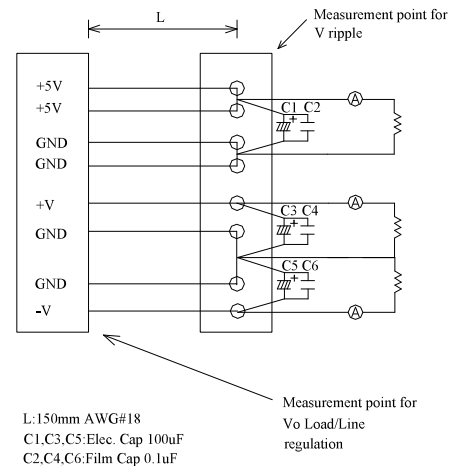 L
Measurement point for
V ripple
+5V
+5V
GND
GND
+V
GND
GND
-V
C1 C2
+
A
C3 C4
+
A
C5 C6
+
A
Measurement point for
Vo Load/Line
regulation
L:150mm AWG#18
C1,C3,C5:Elec. Cap 100uF
C2,C4,C6:Film Cap 0.1uF